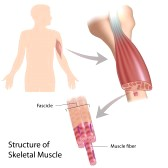 Fascicle
Structure of
Skeletal Muscle
Muscle fiber